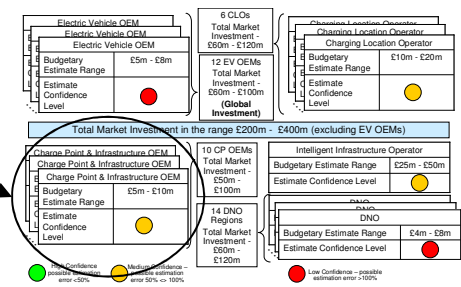 Electric Vehicle OEM
Electric Vehicle OEM
Electric Vehicle OEM
Budgetary
Estimate Range
£5m - £8m
Estimate
Confidence
Level
6 CLOs
Total Market
Investment -
£60m - £120m
12 EV OEMs
Total Market
Investment -
£60m - £100m
(Global
Investment)
Charging Location Operator
Charging Location Operator
Charging Location Operator
Budgetary
Estimate Range
£10m - £20m
Estimate
Confidence
Level
Total Market Investment in the range £200m - £400m (excluding EV OEMs)
Charge Point & Infrastructure OEM
Charge Point & Infrastructure OEM
Charge Point & Infrastructure OEM
Budgetary
Estimate Range
£5m - £10m
Estimate
Confidence
Level
10 CP OEMs
Total Market
Investment -
£50m -
£100m
14 DNO
Regions
Total Market
Investment -
£60m -
£120m
Intelligent Infrastructure Operator
Budgetary Estimate Range £25m - £50m
Estimate Confidence Level
DNO
DNO
DNO
Budgetary Estimate Range £4m - £8m
Estimate Confidence Level
High Confidence
possible estimation
error <50%
Medium Confidence –
possible estimation
error 50% <> 100%
Low Confidence – possible
estimation error >100%